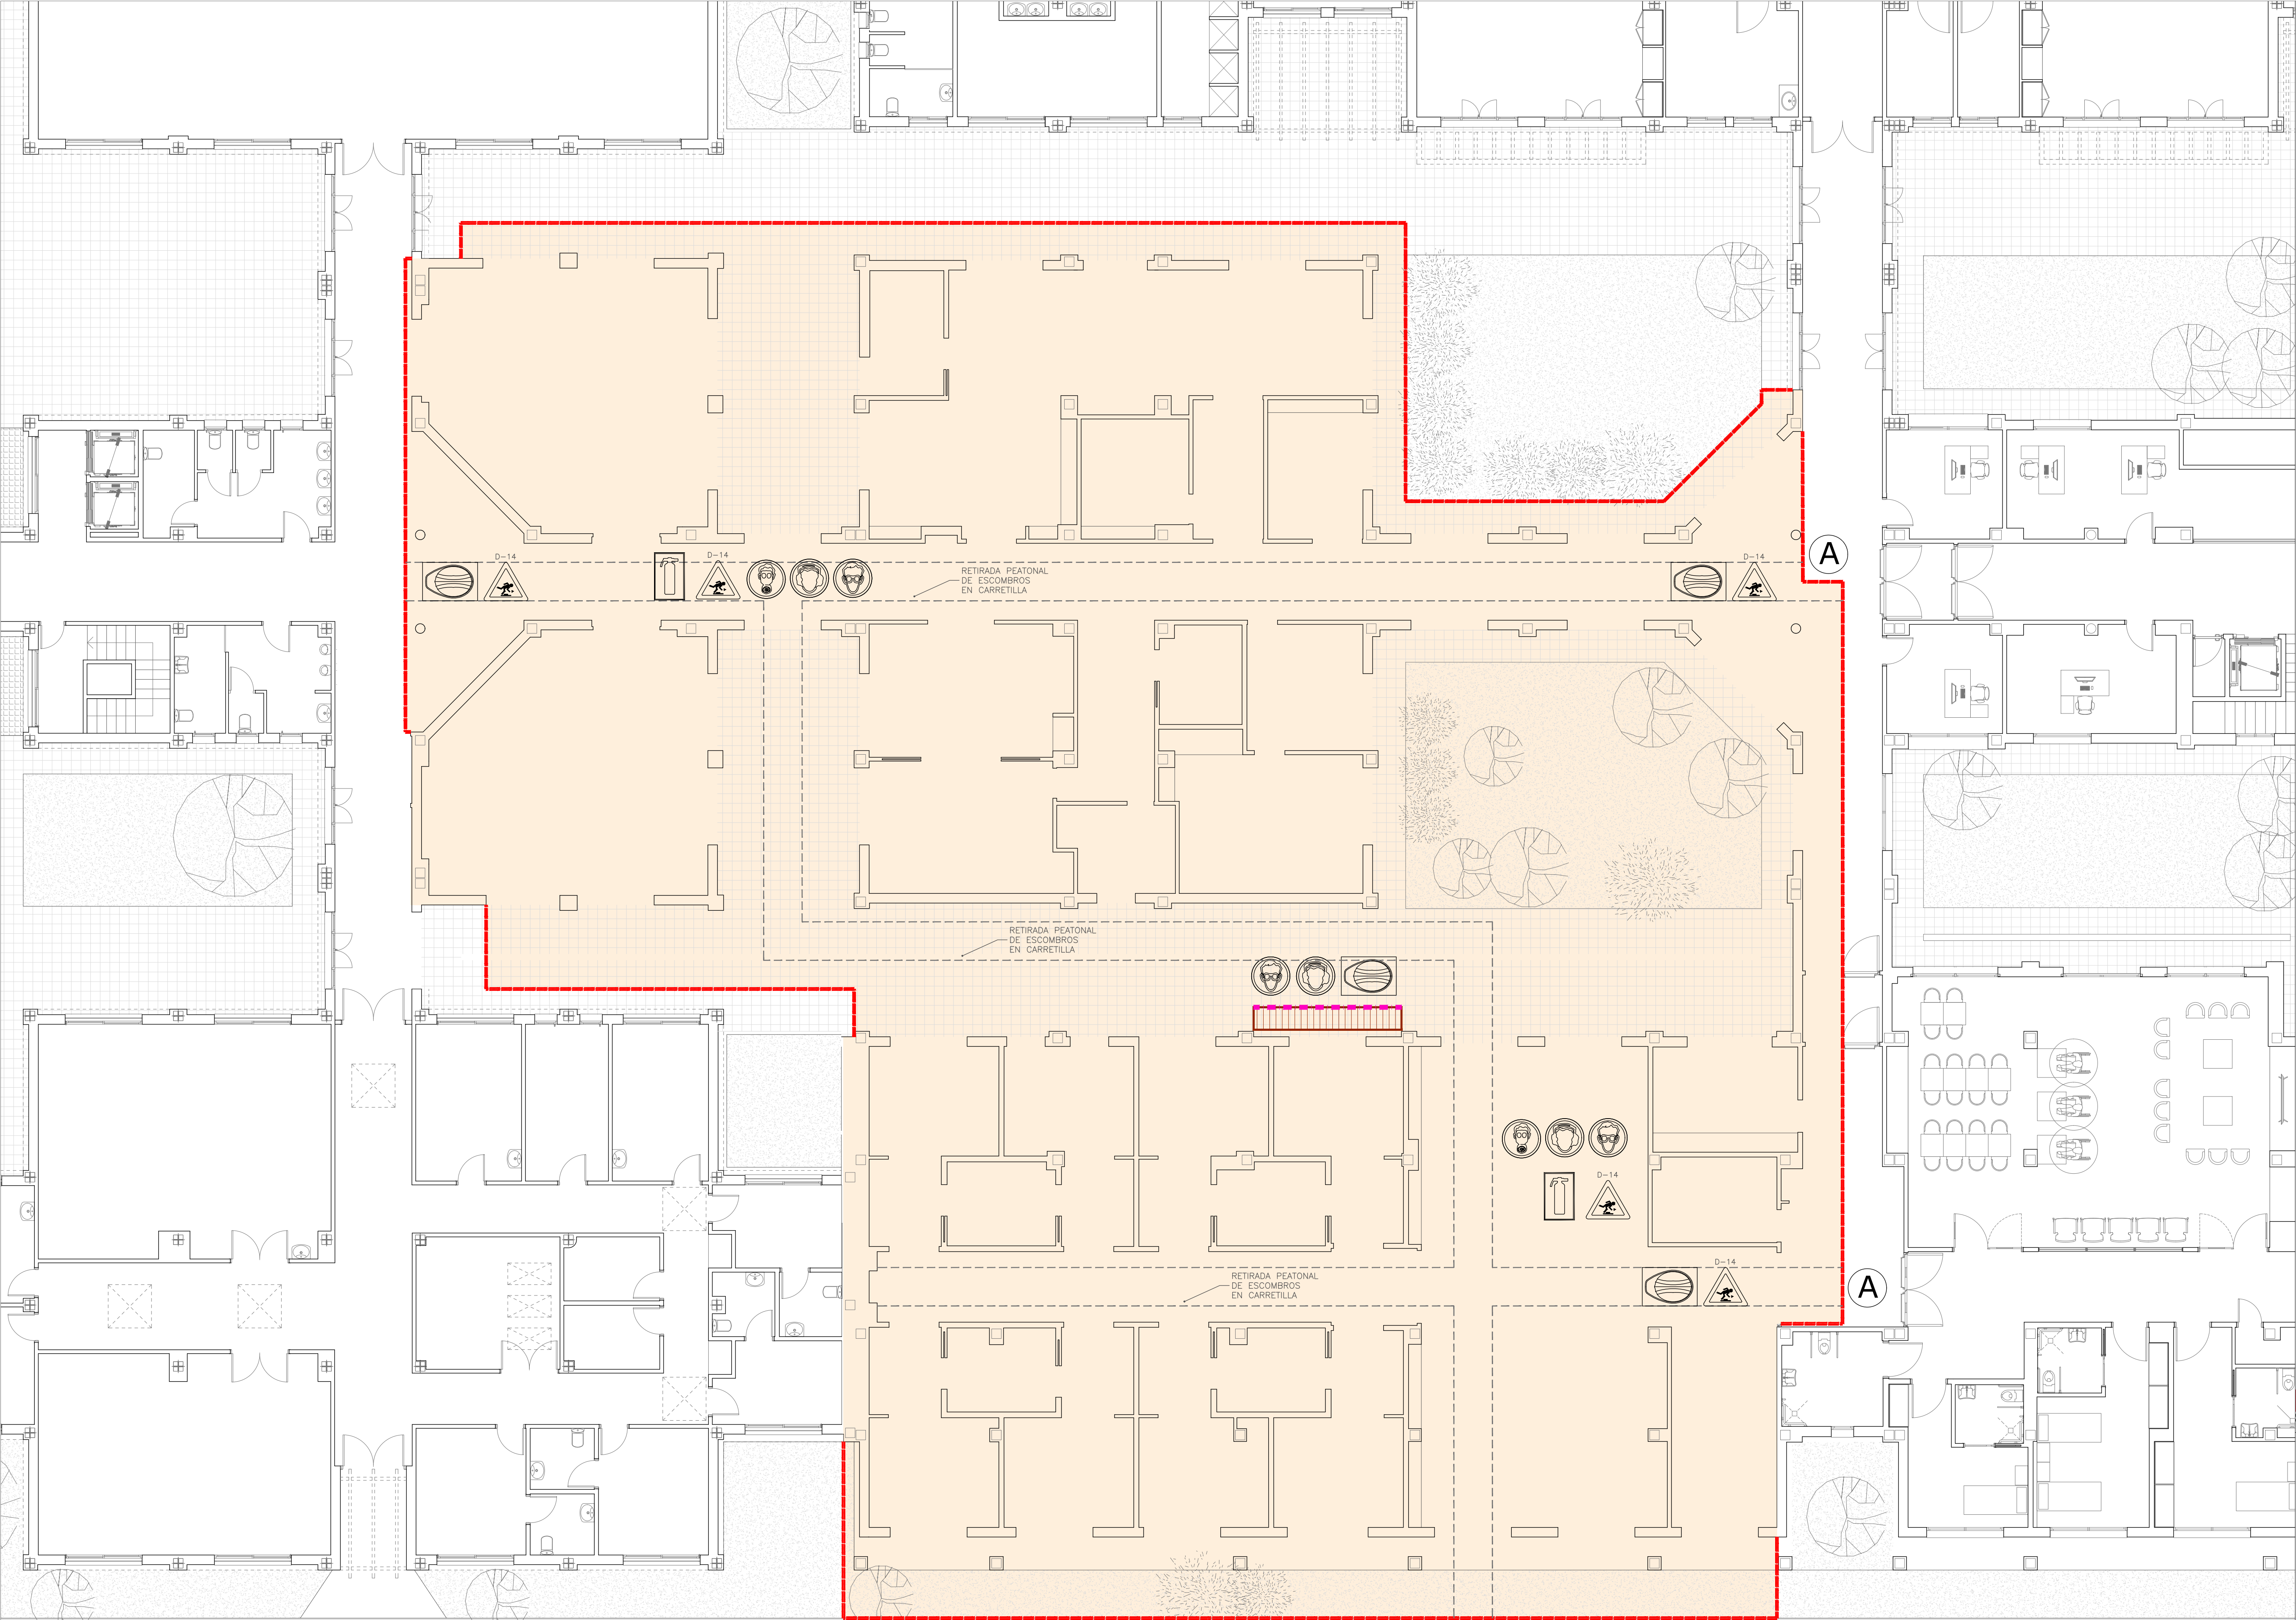 D-14
D-14
RETIRADA PEATONAL
DE ESCOMBROS
EN CARRETILLA
D-14
A
RETIRADA PEATONAL
DE ESCOMBROS
EN CARRETILLA
D-14
RETIRADA PEATONAL
DE ESCOMBROS
EN CARRETILLA
D-14
A